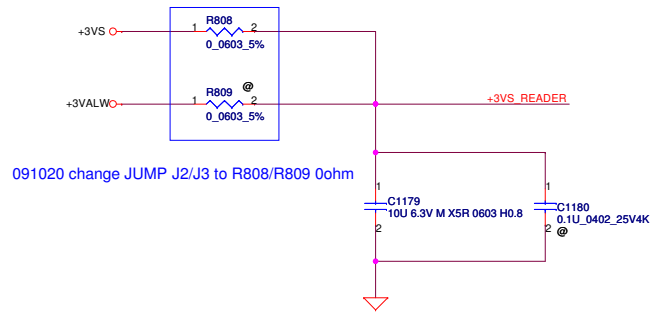 R808
+3VS
1
2
0_0603_5%
R809
@
+3VALW
1
2
0_0603_5%
+3VS_READER
091020 change JUMP J2/J3 to R808/R809 0ohm
1
C1179
10U 6.3V M X5R 0603 H0.8
2
1
C1180
0.1U_0402_25V4K
2
@